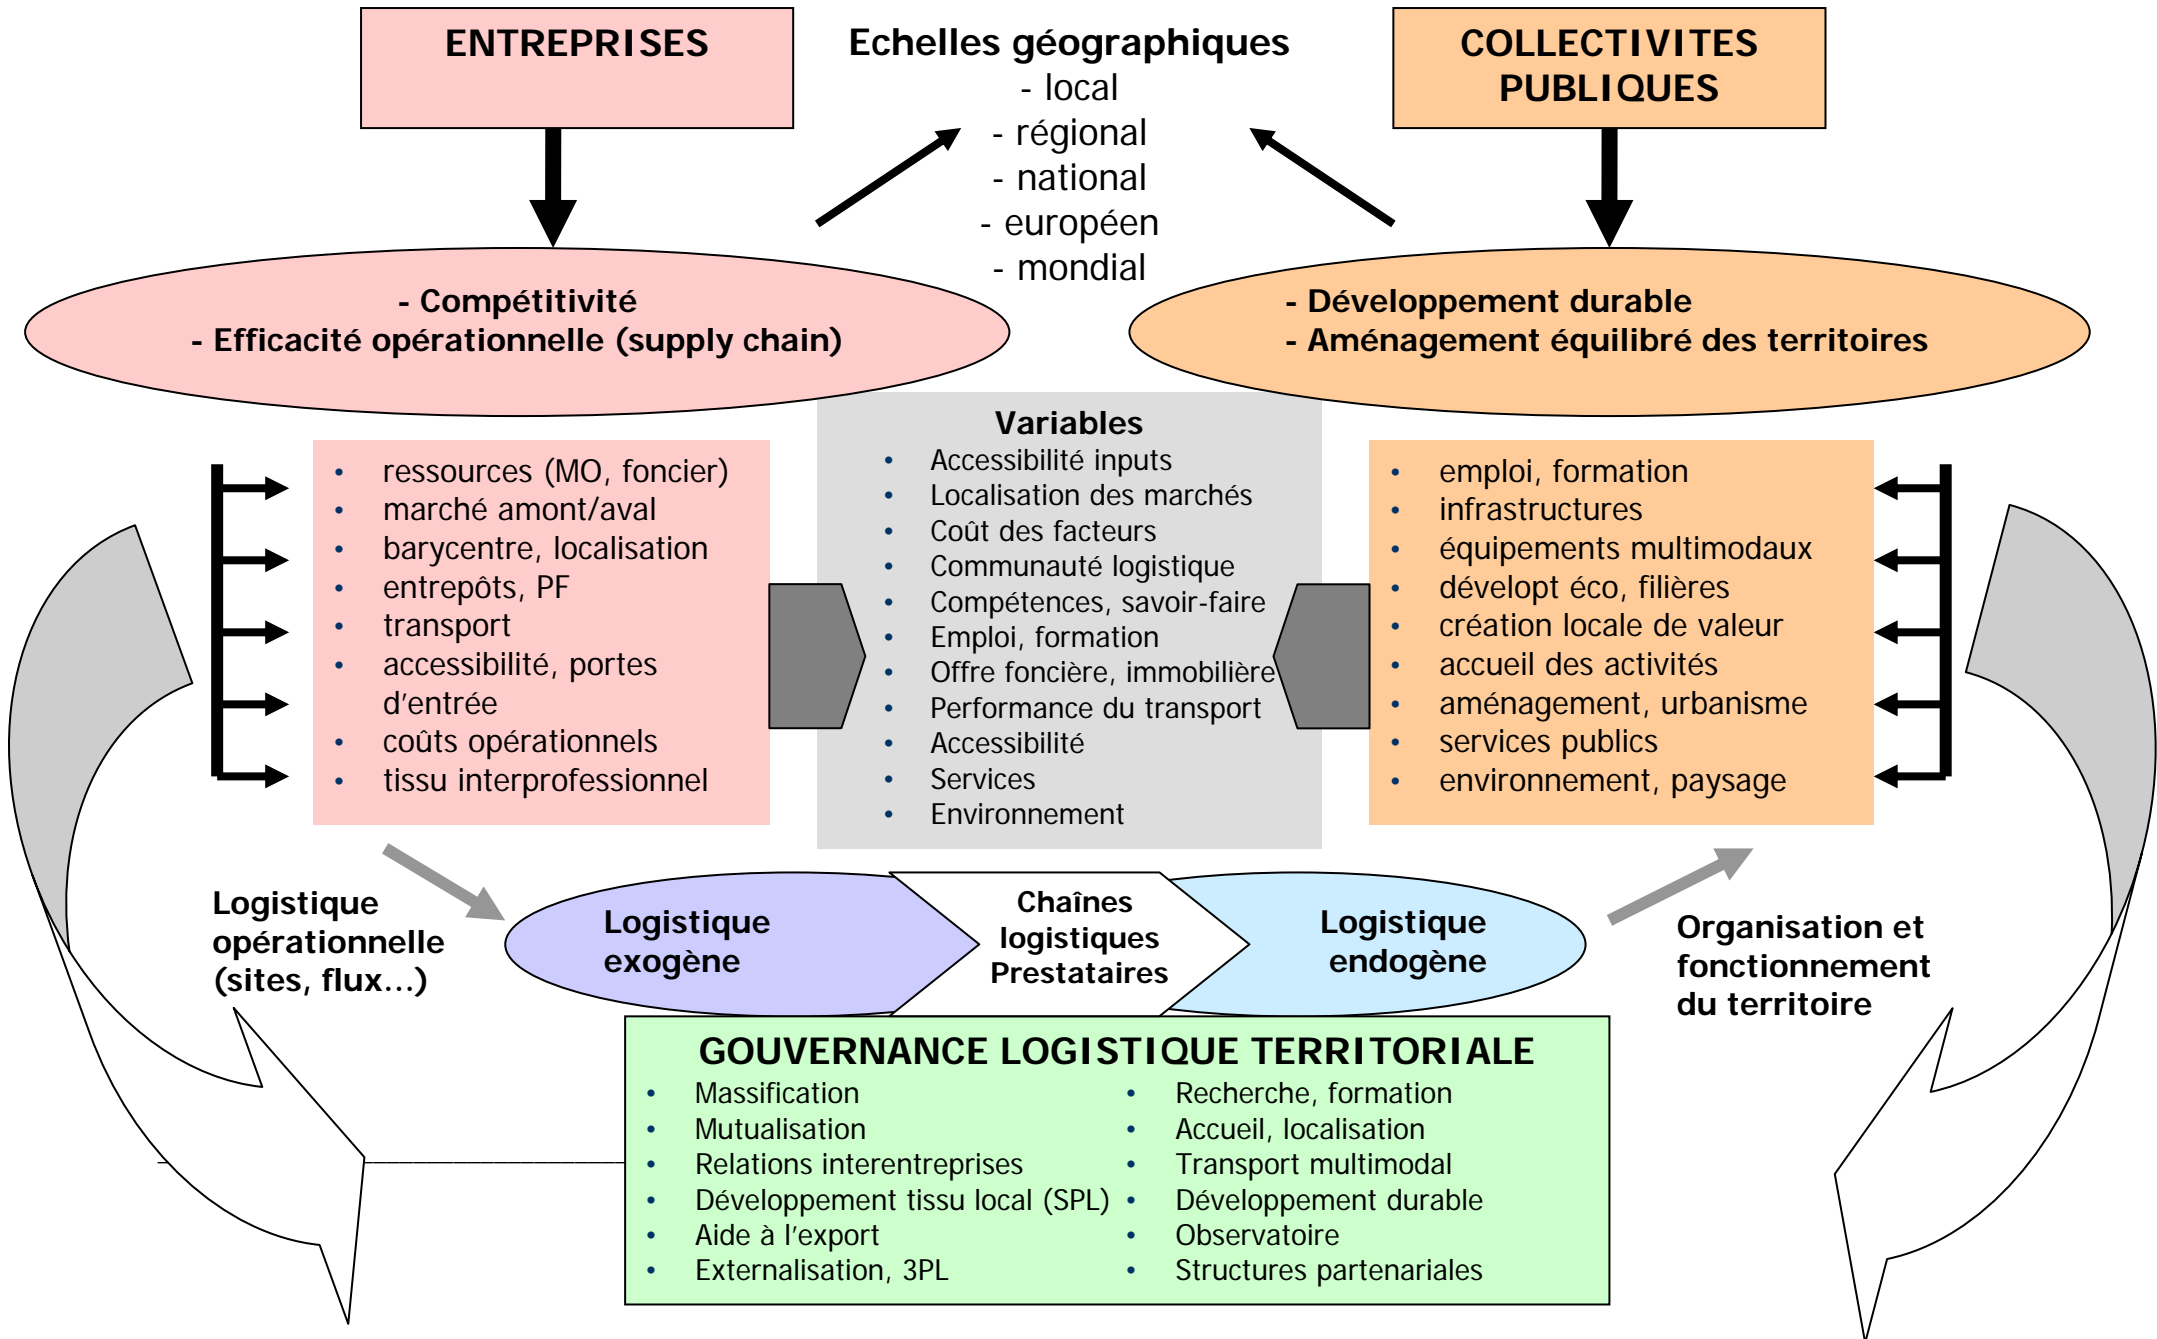 ENTREPRISES
Echelles géographiques
- local
- régional
- national
- européen
- mondial
COLLECTIVITES
PUBLIQUES
- Compétitivité
- Efficacité opérationnelle (supply chain)
- Développement durable
- Aménagement équilibré des territoires
• ressources (MO, foncier)
• marché amont/aval
• barycentre, localisation
• entrepôts, PF
• transport
• accessibilité, portes
d'entrée
• coûts opérationnels
• tissu interprofessionnel
Variables
• Accessibilité inputs
• Localisation des marchés
• Coût des facteurs
• Communauté logistique
• Compétences, savoir-faire
• Emploi, formation
• Offre foncière, immobilière
• Performance du transport
• Accessibilité
• Services
• Environnement
• emploi, formation
• infrastructures
• équipements multimodaux
• développt éco, filières
• création locale de valeur
• accueil des activités
• aménagement, urbanisme
• services publics
• environnement, paysage
Logistique
opérationnelle
(sites, flux…)
Logistique
exogène
Chaînes
logistiques
Prestataires
Logistique
endogène
Organisation et
fonctionnement
du territoire
GOUVERNANCE LOGISTIQUE TERRITORIALE
• Massification
• Mutualisation
• Relations interentreprises
• Développement tissu local (SPL)
• Aide à l'export
• Externalisation, 3PL
• Recherche, formation
• Accueil, localisation
• Transport multimodal
• Développement durable
• Observatoire
• Structures partenariales